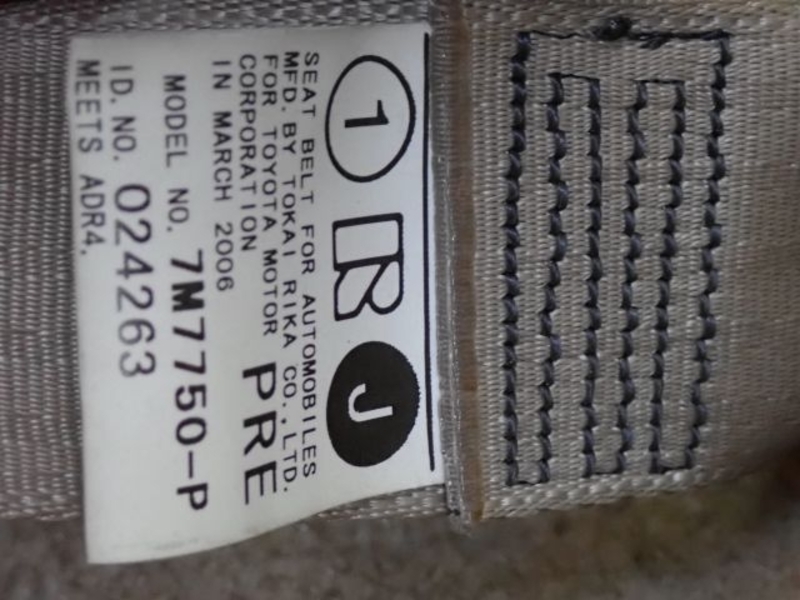 1 R J
SEAT BELT FOR AUTOMOBILES
MFD. BY TOKAI RIKA CO., LTD.
FOR TOYOTA MOTOR
CORPORATION
IN MARCH 2006
PRE
MODEL NO. 7M7750-P
ID. NO. 024263
MEETS ADR4.